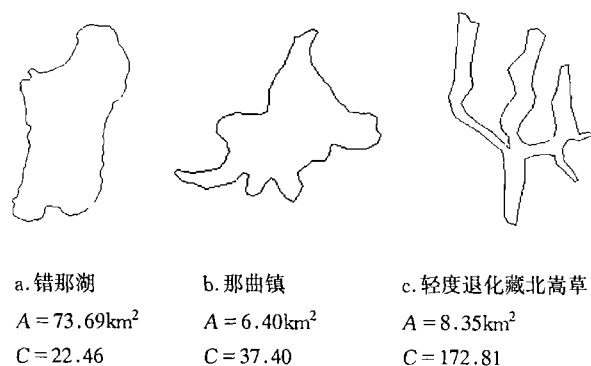 a.错那湖
A=73.69km²
C=22.46
b.那曲镇
A=6.40km²
C=37.40
c.轻度退化藏北嵩草
A=8.35km²
C=172.81